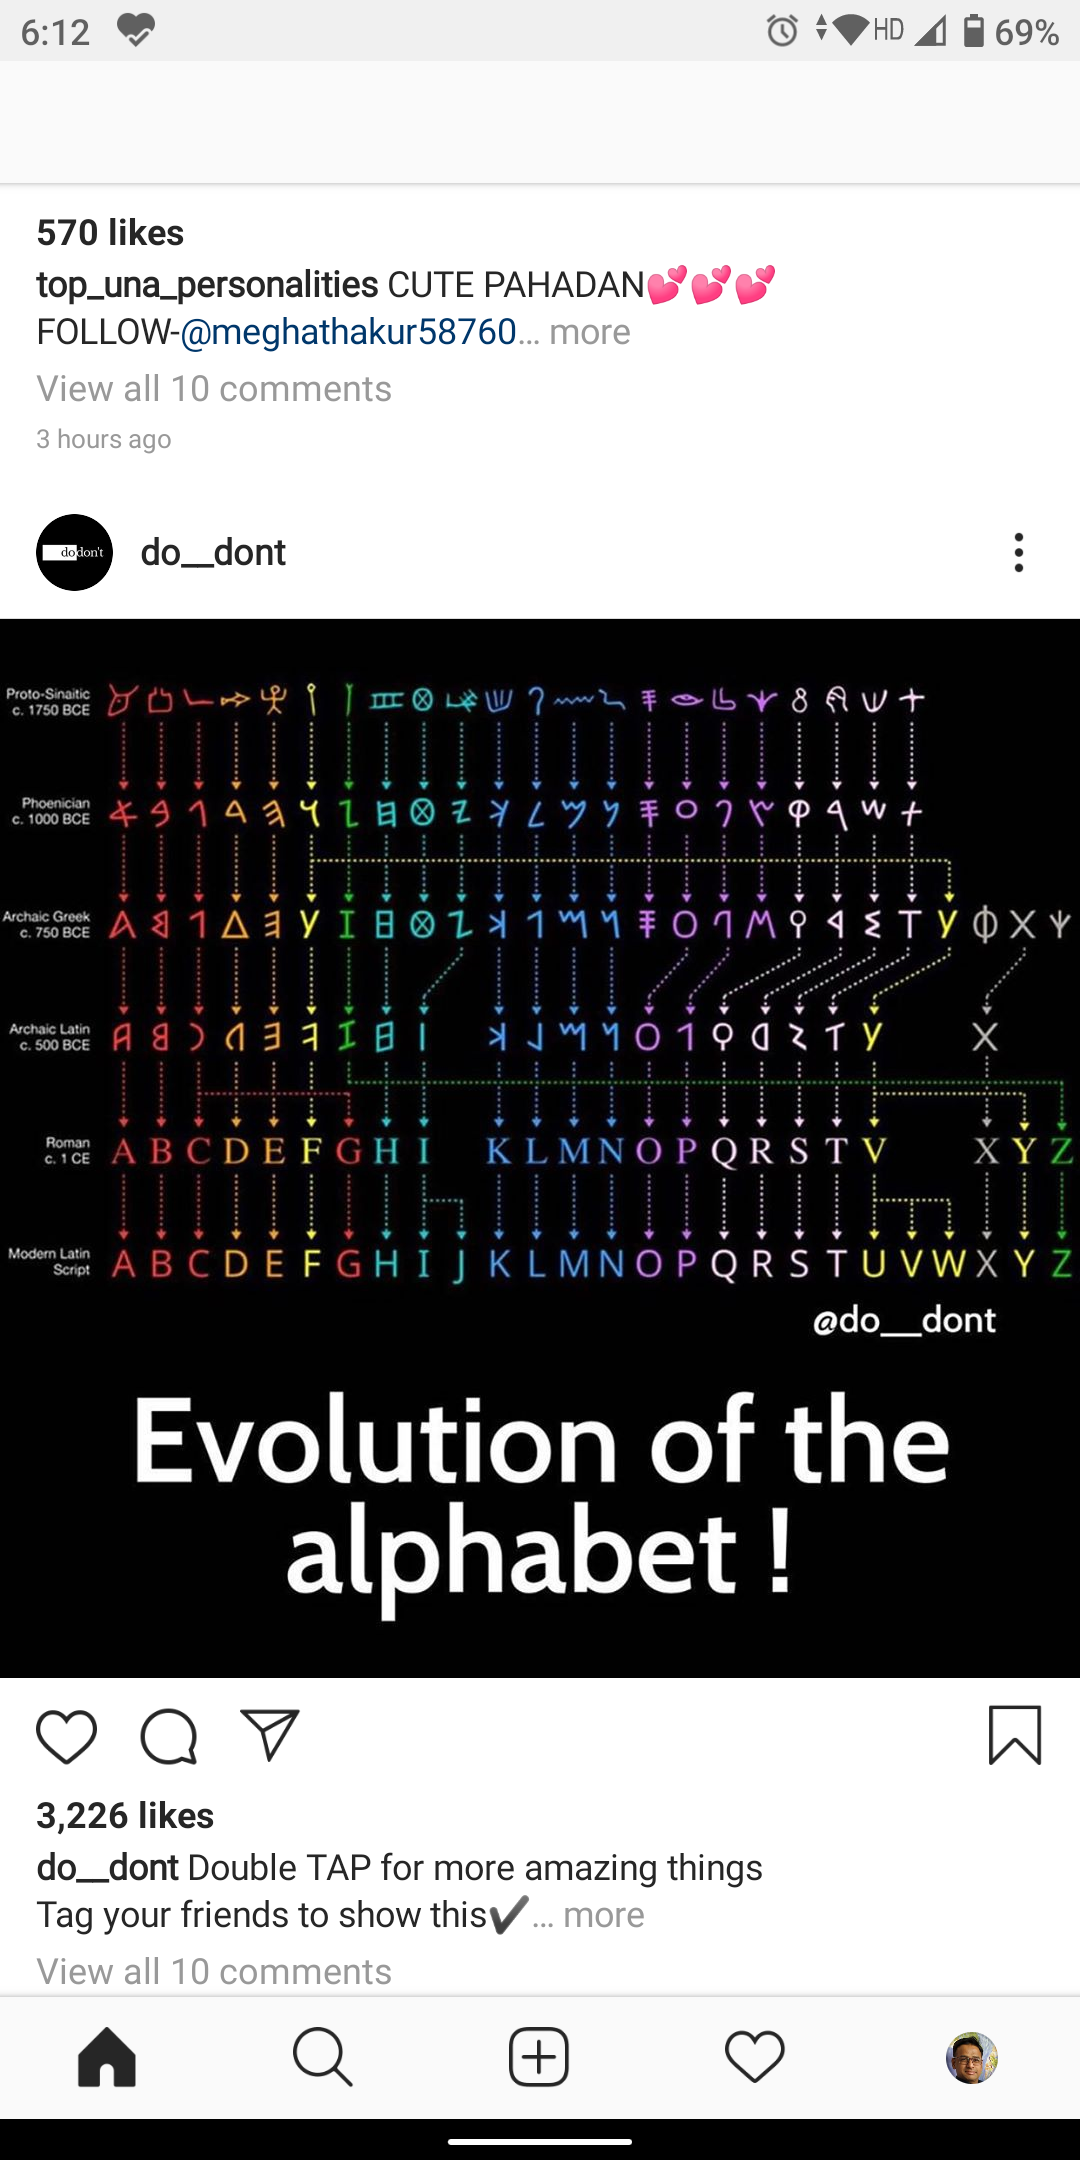 6:12 HD 69%
570 likes
top_una_personalities CUTE PAHADAN💕💕💕
FOLLOW-@meghathakur58760... more
View all 10 comments
3 hours ago
dodon't do__dont
Proto-Sinaitic
c. 1750 BCE
Phoenician
c. 1000 BCE
Archaic Greek
c. 750 BCE
Archaic Latin
c. 500 BCE
Roman
c. 1 CE
A B C D E F G H I K L M N O P Q R S T V X Y Z
Modern Latin
Script
A B C D E F G H I J K L M N O P Q R S T U V W X Y Z
@do__dont
Evolution of the
alphabet !
3,226 likes
do__dont Double TAP for more amazing things
Tag your friends to show this✔... more
View all 10 comments